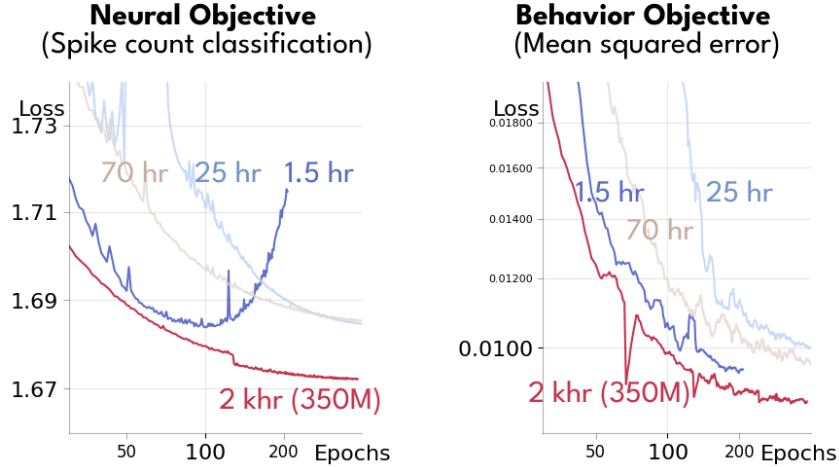 Neural Objective
(Spike count classification)
Loss
1.73
1.71
1.69
1.67
70 hr
25 hr
1.5 hr
2 khr (350M)
50
100
200
Epochs
Behavior Objective
(Mean squared error)
Loss
0.01800
0.01600
0.01400
0.01200
0.0100
1.5 hr
25 hr
70 hr
2 khr (350M)
50
100
200
Epochs